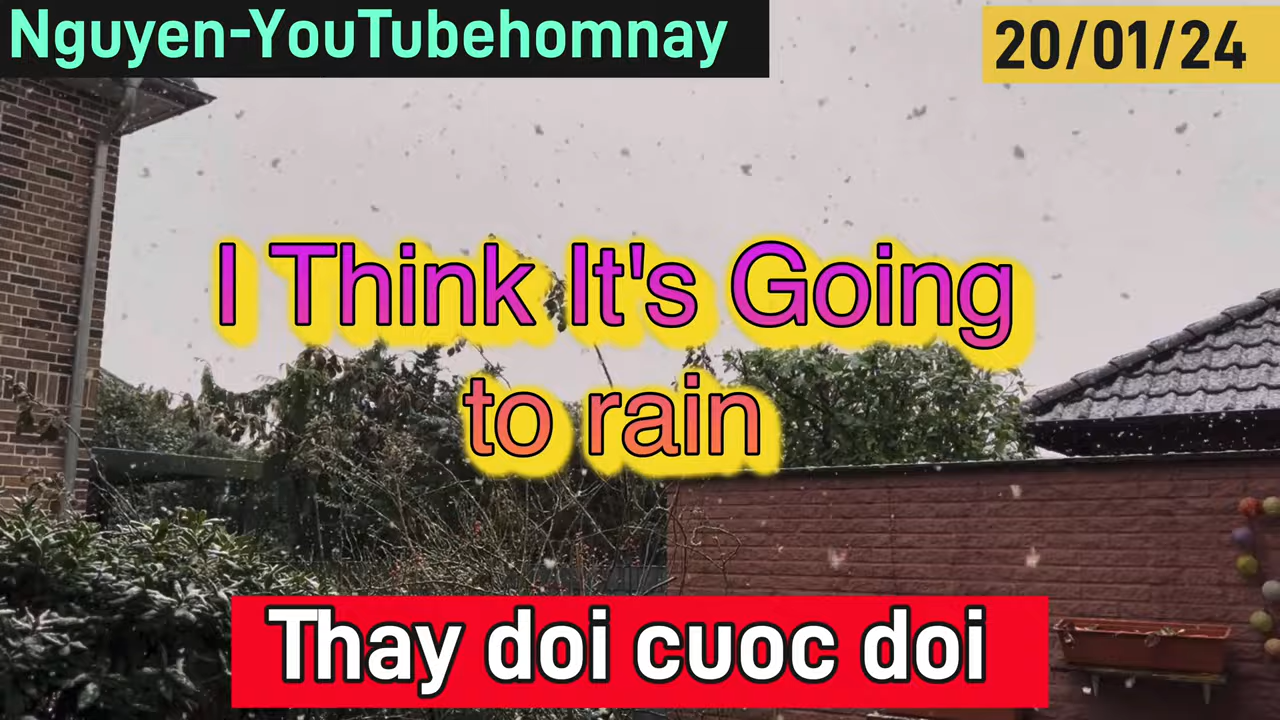 Nguyen-YouTubehomnay
20/01/24
I Think It's Going
to rain
Thay doi cuoc doi